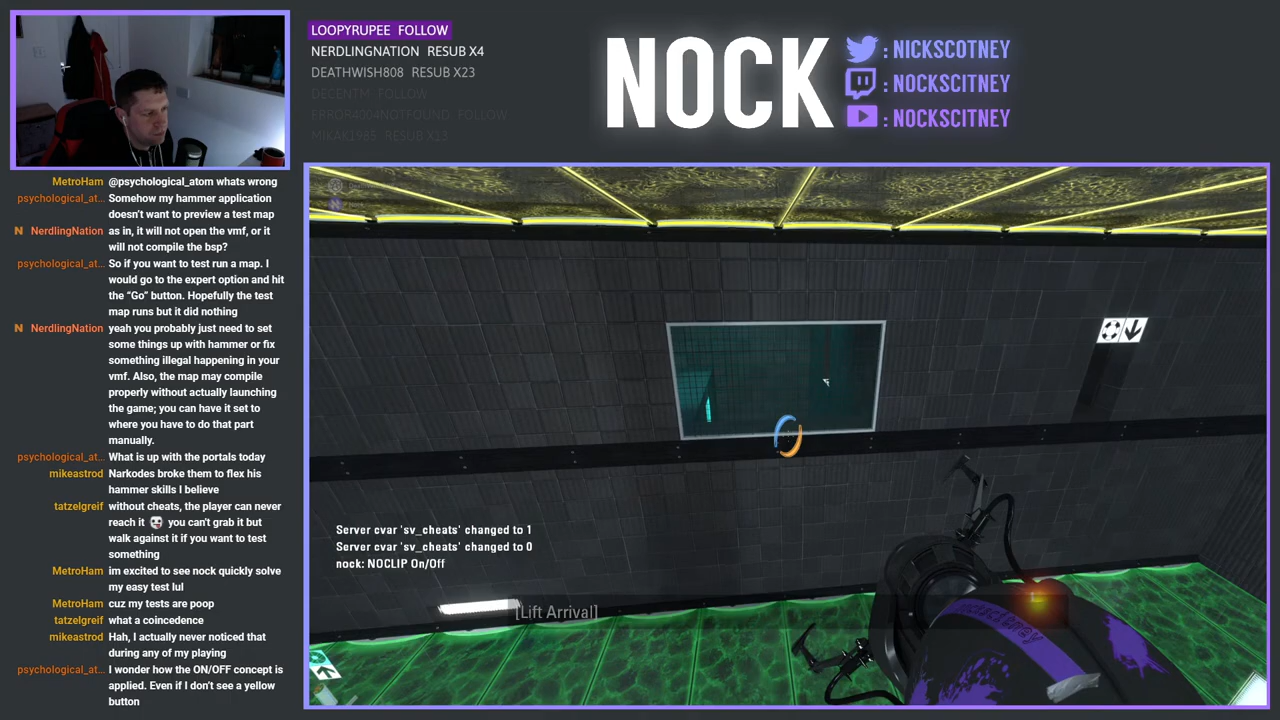 LOOPYRUPEE FOLLOW
NERDLINGNATION RESUB X4
DEATHWISH808 RESUB X23
DECENTM FOLLOW
ERROR4004NOTFOUND FOLLOW
MIKAK1985 RESUB X13
NOCK
: NICKSCOTNEY
: NOCKSCITNEY
: NOCKSCITNEY
MetroHam @psychological_atom whats wrong
psychological_at... Somehow my hammer application
doesn't want to preview a test map
N NerdlingNation as in, it will not open the vmf, or it
will not compile the bsp?
psychological_at... So if you want to test run a map. I
would go to the expert option and hit
the “Go” button. Hopefully the test
map runs but it did nothing
N NerdlingNation yeah you probably just need to set
some things up with hammer or fix
something illegal happening in your
vmf. Also, the map may compile
properly without actually launching
the game; you can have it set to
where you have to do that part
manually.
psychological_at... What is up with the portals today
mikeastrod Narkodes broke them to flex his
hammer skills I believe
tatzelgreif without cheats, the player can never
reach it you can't grab it but
walk against it if you want to test
something
MetroHam im excited to see nock quickly solve
my easy test lul
MetroHam cuz my tests are poop
tatzelgreif what a coincedence
mikeastrod Hah, I actually never noticed that
during any of my playing
psychological_at... I wonder how the ON/OFF concept is
applied. Even if I don't see a yellow
button
Server cvar 'sv_cheats' changed to 1
Server cvar 'sv_cheats' changed to 0
nock: NOCLIP On/Off
[Lift Arrival]